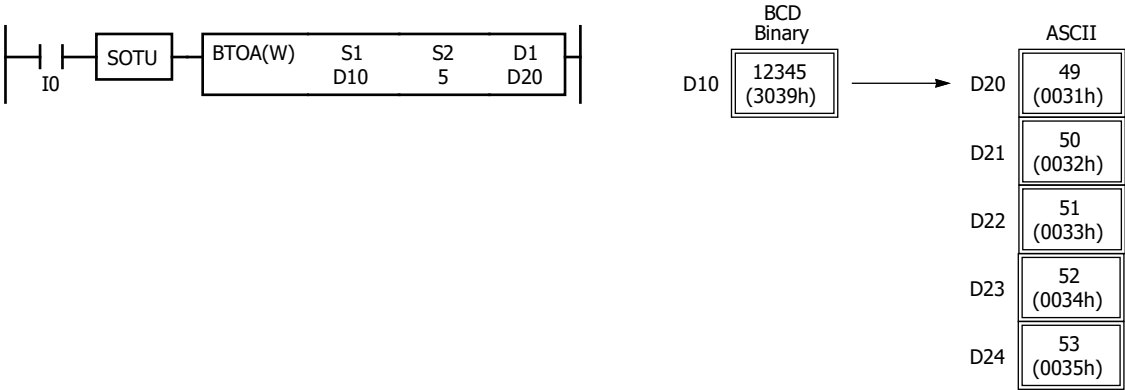 SOTU BTOA(W) S1 S2 D1
I0 D10 5 D20
BCD
Binary
ASCII
D10 12345
(3039h)
D20 49
(0031h)
D21 50
(0032h)
D22 51
(0033h)
D23 52
(0034h)
D24 53
(0035h)